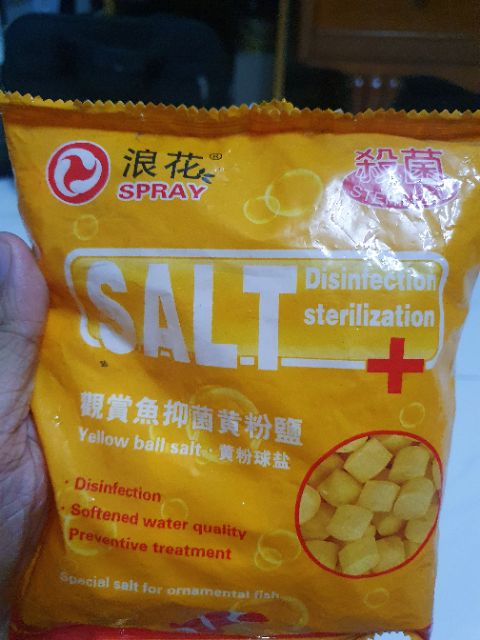 浪花®
SPRAY
殺菌
SALT
Disinfection
sterilization
觀賞魚抑菌黄粉鹽
Yellow ball salt · 黄粉球盐
· Disinfection
· Softened water quality
Preventive treatment
Special salt for ornamental fish